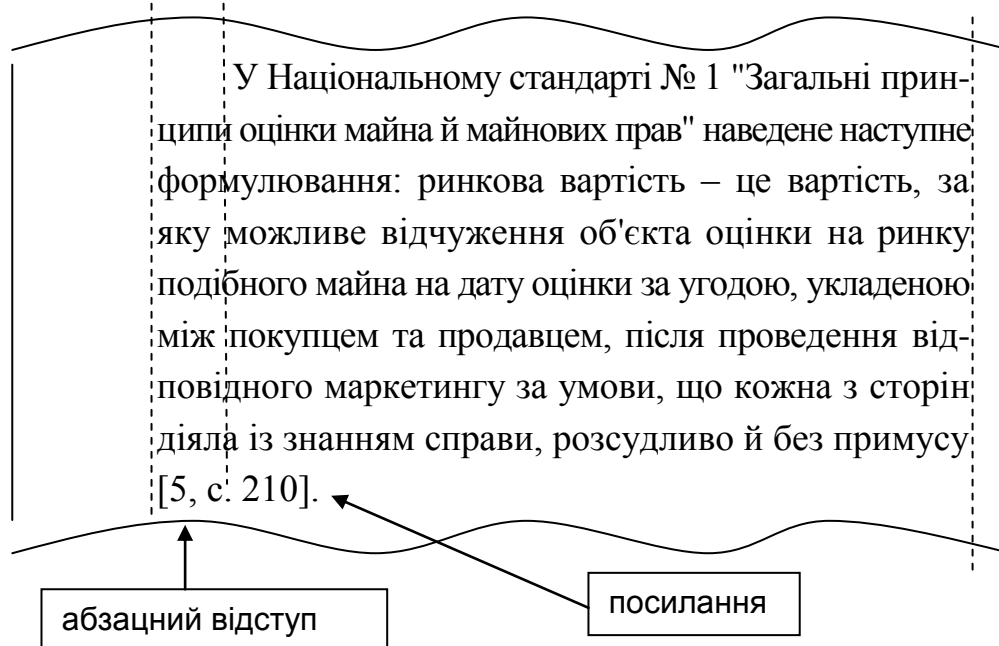 У Національному стандарті № 1 "Загальні прин-
ципи оцінки майна й майнових прав" наведене наступне
формулювання: ринкова вартість – це вартість, за
яку можливе відчуження об'єкта оцінки на ринку
подібного майна на дату оцінки за угодою, укладеною
між покупцем та продавцем, після проведення від-
повідного маркетингу за умови, що кожна з сторін
діяла із знанням справи, розсудливо й без примусу
[5, с. 210].
абзацний відступ
посилання